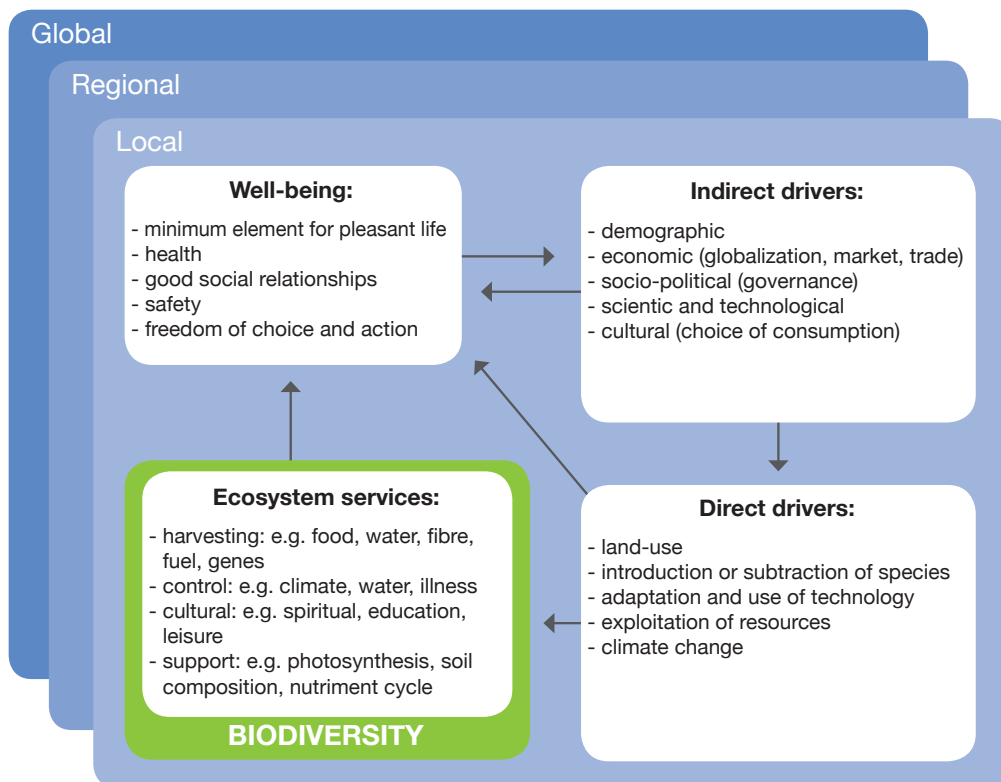 Global
Regional
Local
Well-being:
- minimum element for pleasant life
- health
- good social relationships
- safety
- freedom of choice and action
Indirect drivers:
- demographic
- economic (globalization, market, trade)
- socio-political (governance)
- scientic and technological
- cultural (choice of consumption)
Ecosystem services:
- harvesting: e.g. food, water, fibre,
fuel, genes
- control: e.g. climate, water, illness
- cultural: e.g. spiritual, education,
leisure
- support: e.g. photosynthesis, soil
composition, nutriment cycle
BIODIVERSITY
Direct drivers:
- land-use
- introduction or subtraction of species
- adaptation and use of technology
- exploitation of resources
- climate change